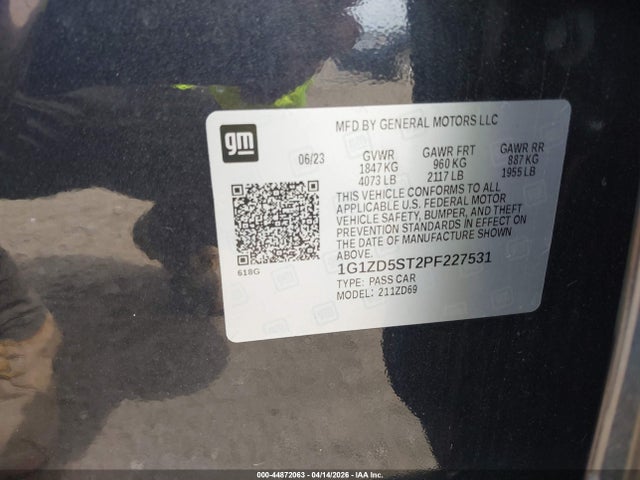 gm
MFD BY GENERAL MOTORS LLC
06/23 GVWR GAWR FRT GAWR RR
1847 KG 960 KG 887 KG
4073 LB 2117 LB 1955 LB
THIS VEHICLE CONFORMS TO ALL
APPLICABLE U.S. FEDERAL MOTOR
VEHICLE SAFETY, BUMPER, AND THEFT
PREVENTION STANDARDS IN EFFECT ON
THE DATE OF MANUFACTURE SHOWN
ABOVE.
618G
1G1ZD5ST2PF227531
TYPE: PASS CAR
MODEL: 211ZD69
000-44872063 - 04/14/2026 - IAA Inc.